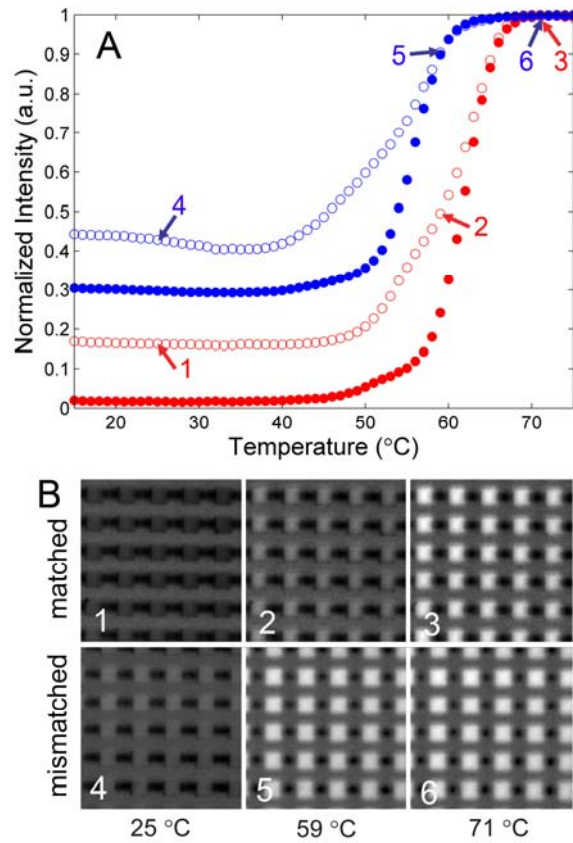 A
Normalized Intensity (a.u.)
1
0.9
0.8
0.7
0.6
0.5
0.4
0.3
0.2
0.1
0
5
6
3
4
2
1
20 30 40 50 60 70
Temperature (°C)
B
matched
1 2 3
mismatched
4 5 6
25 °C 59 °C 71 °C